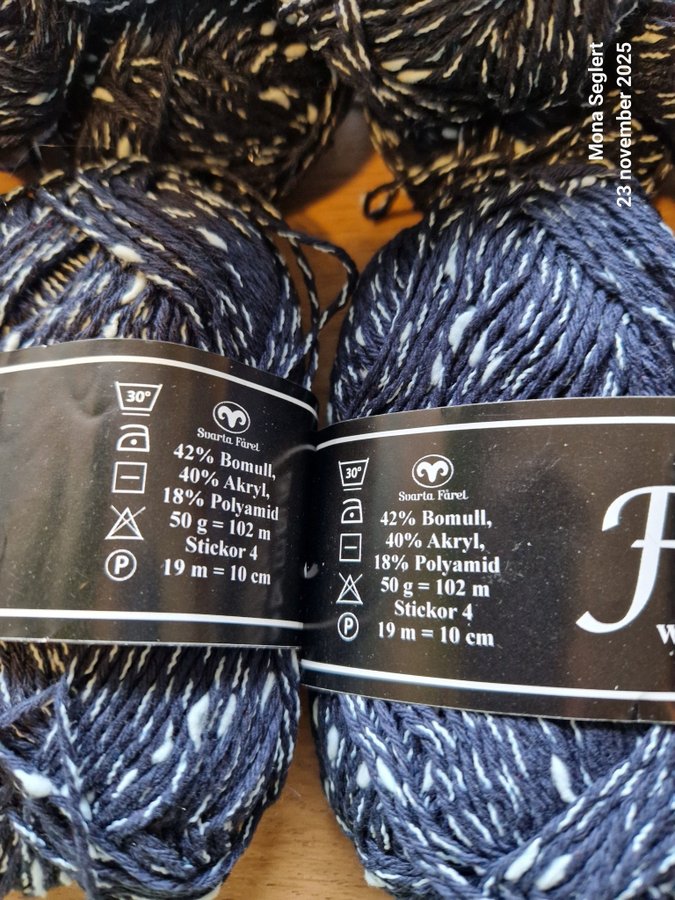 Mona Seglert
23 november 2025
30°
Svarta Fåret
42% Bomull,
40% Akryl,
18% Polyamid
50 g = 102 m
Stickor 4
19 m = 10 cm
P
30°
Svarta Fåret
42% Bomull,
40% Akryl,
18% Polyamid
50 g = 102 m
Stickor 4
19 m = 10 cm
P